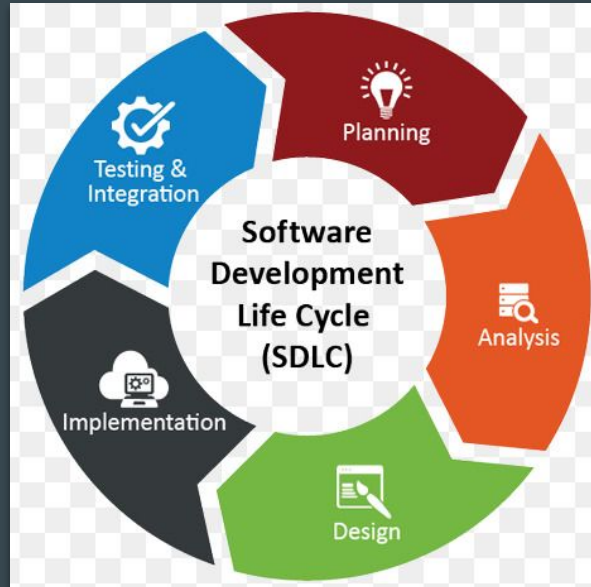 Software
Development
Life Cycle
(SDLC)
Planning
Analysis
Design
Implementation
Testing &
Integration